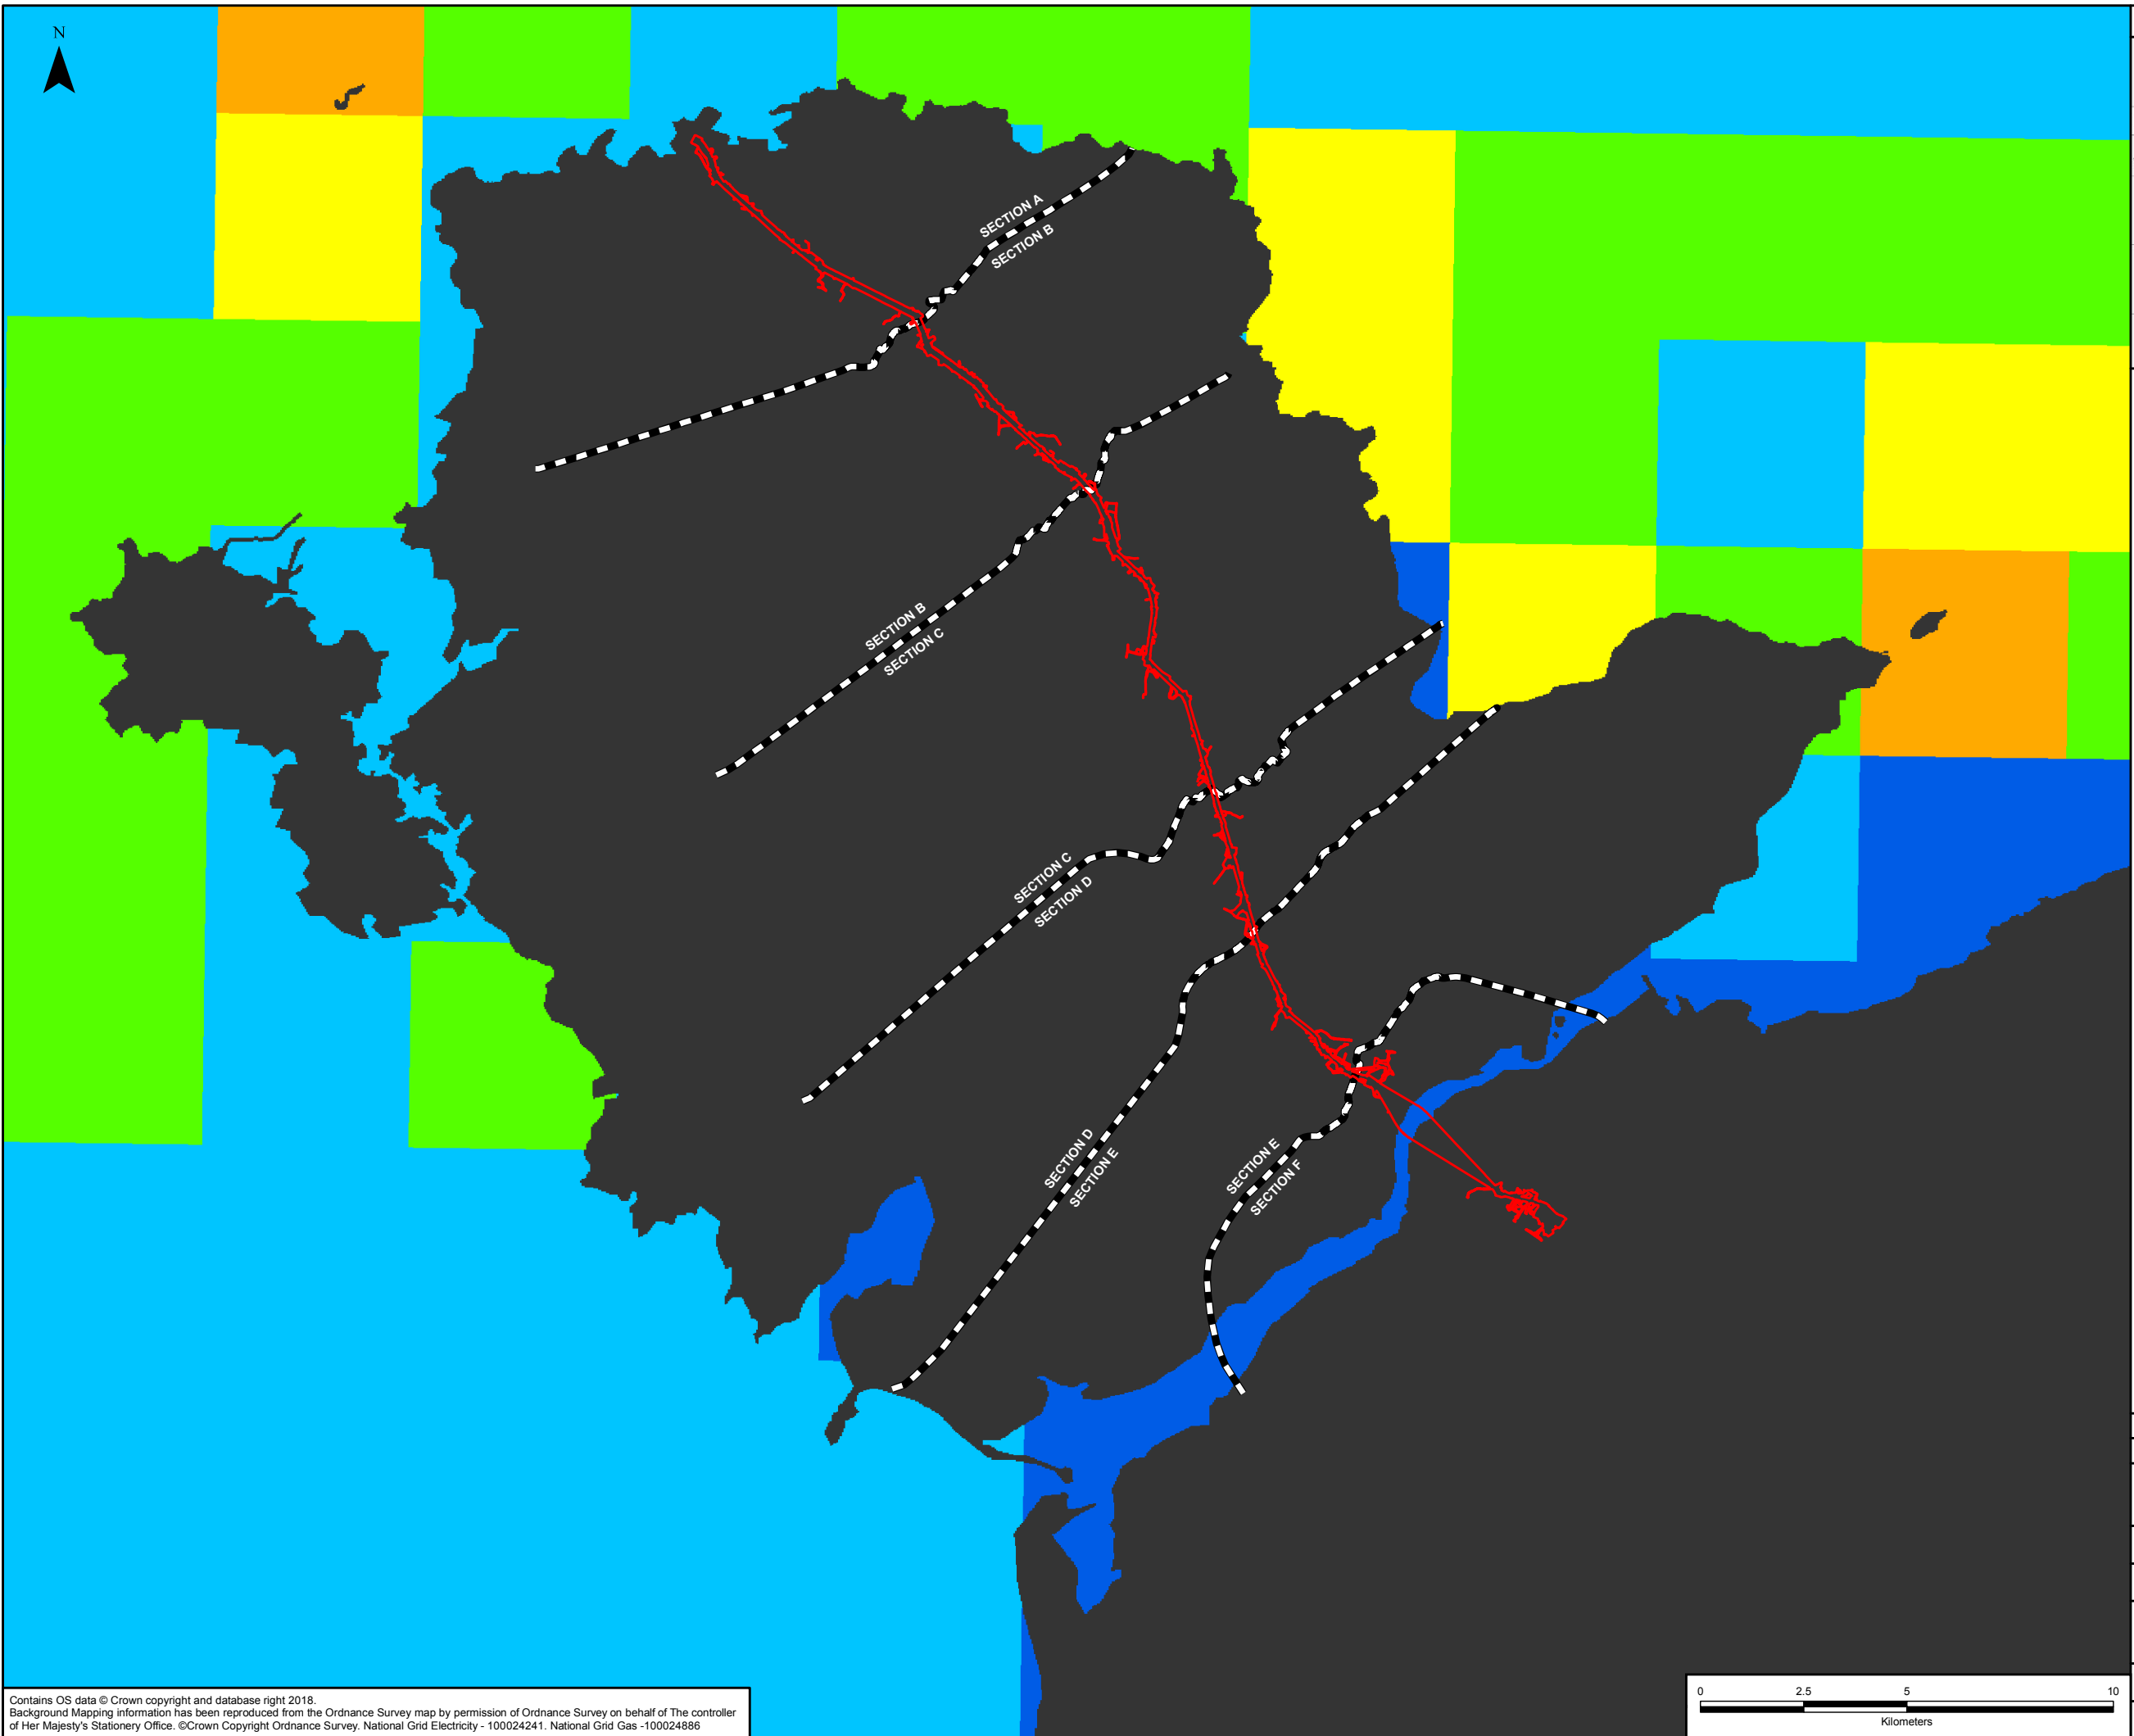 N
SECTION A
SECTION B
SECTION B
SECTION C
SECTION C
SECTION D
SECTION D
SECTION E
SECTION E
SECTION F
Contains OS data © Crown copyright and database right 2018.
Background Mapping information has been reproduced from the Ordnance Survey map by permission of Ordnance Survey on behalf of The controller
of Her Majesty's Stationery Office. ©Crown Copyright Ordnance Survey. National Grid Electricity - 100024241. National Grid Gas -100024886
0 2.5 5 10
Kilometers